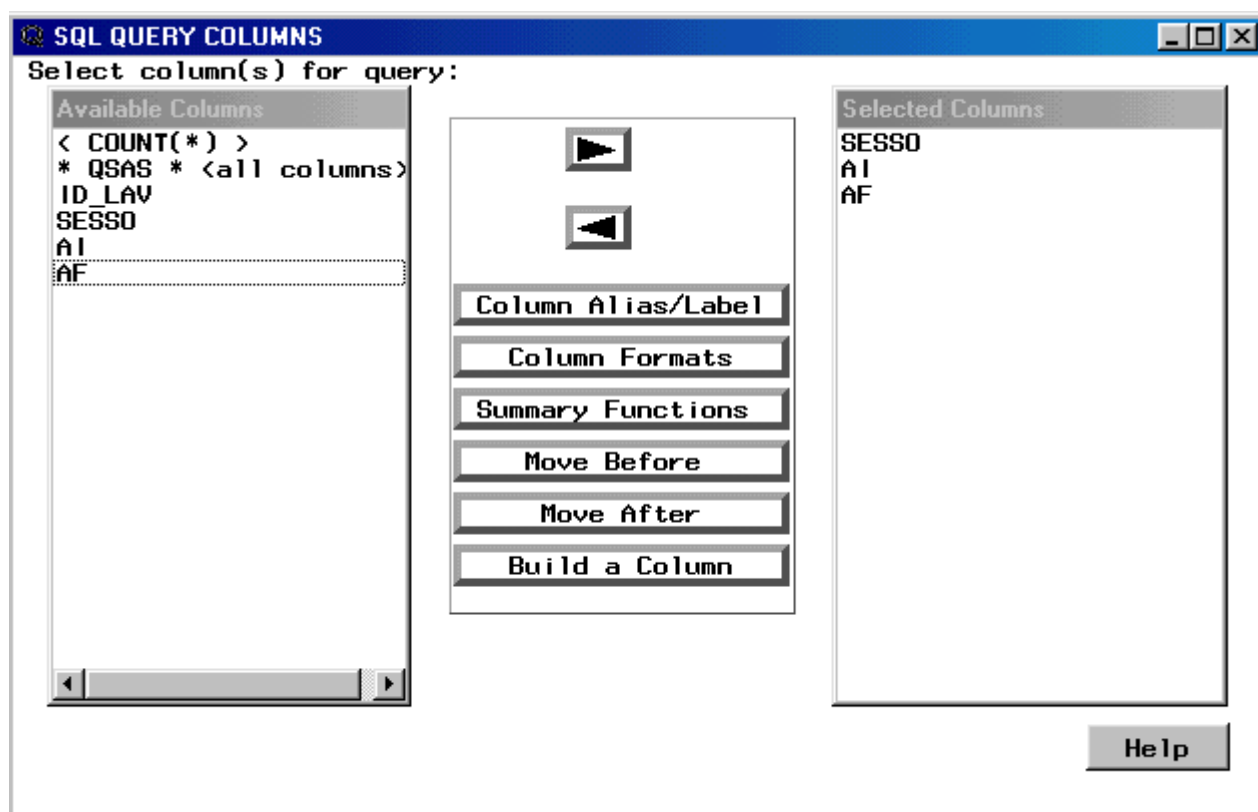 SQL QUERY COLUMNS
Select column(s) for query:
Available Columns
< COUNT(*) >
* QSAS * <all columns>
ID_LAV
SESSO
AI
AF
Column Alias/Label
Column Formats
Summary Functions
Move Before
Move After
Build a Column
Selected Columns
SESSO
AI
AF
Help